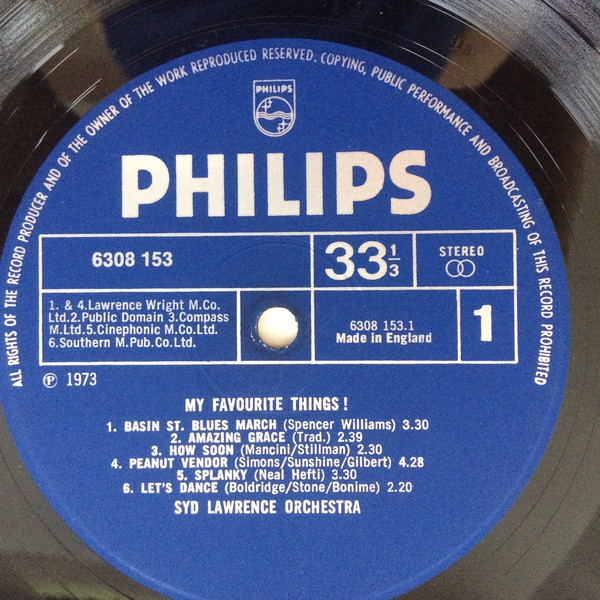 ALL RIGHTS OF THE RECORD PRODUCER AND OF THE OWNER OF THE WORK REPRODUCED RESERVED. COPYING, PUBLIC PERFORMANCE AND BROADCASTING OF THIS RECORD PROHIBITED
PHILIPS
PHILIPS
6308 153
33 1/3
STEREO
1. & 4.Lawrence Wright M.Co.
Ltd.2.Public Domain 3.Compass
M.Ltd.5.Cinephonic M.Co.Ltd.
6.Southern M.Pub.Co.Ltd.
6308 153.1
Made in England
1
℗ 1973
MY FAVOURITE THINGS!
1. BASIN ST. BLUES MARCH (Spencer Williams) 3.30
2. AMAZING GRACE (Trad.) 2.39
3. HOW SOON (Mancini/Stillman) 2.30
4. PEANUT VENDOR (Simons/Sunshine/Gilbert) 4.28
5. SPLANKY (Neal Hefti) 3.30
6. LET'S DANCE (Boldridge/Stone/Bonime) 2.20
SYD LAWRENCE ORCHESTRA